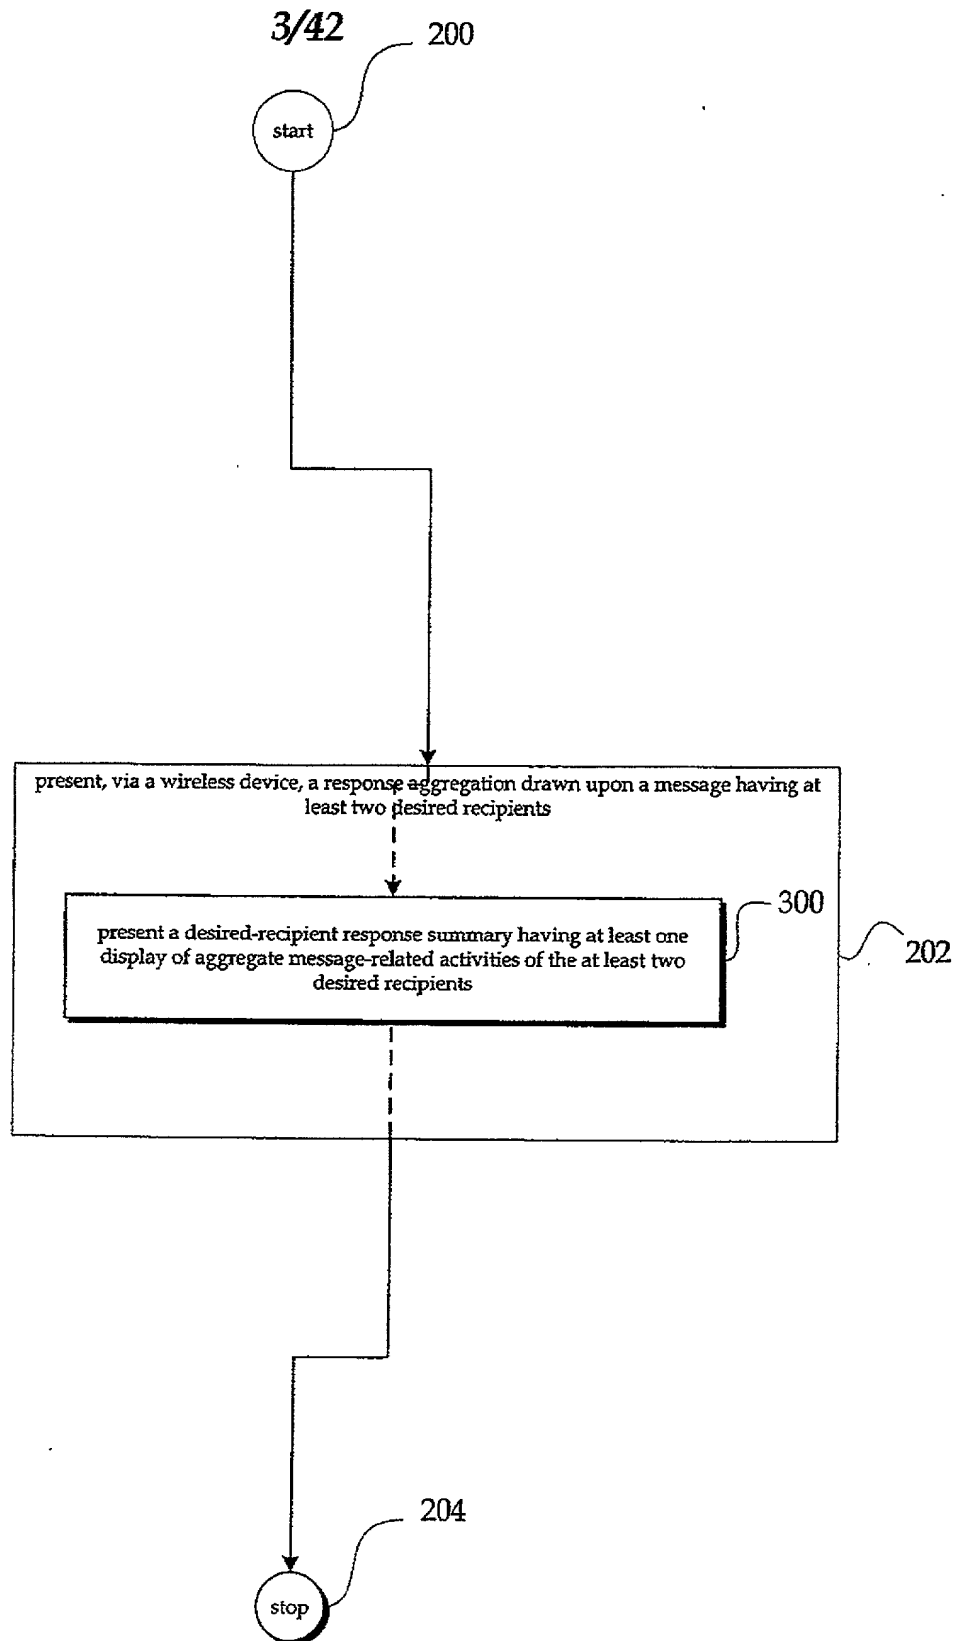 3/42
200
start
present, via a wireless device, a response aggregation drawn upon a message having at
least two desired recipients
300
present a desired-recipient response summary having at least one
display of aggregate message-related activities of the at least two
desired recipients
202
204
stop